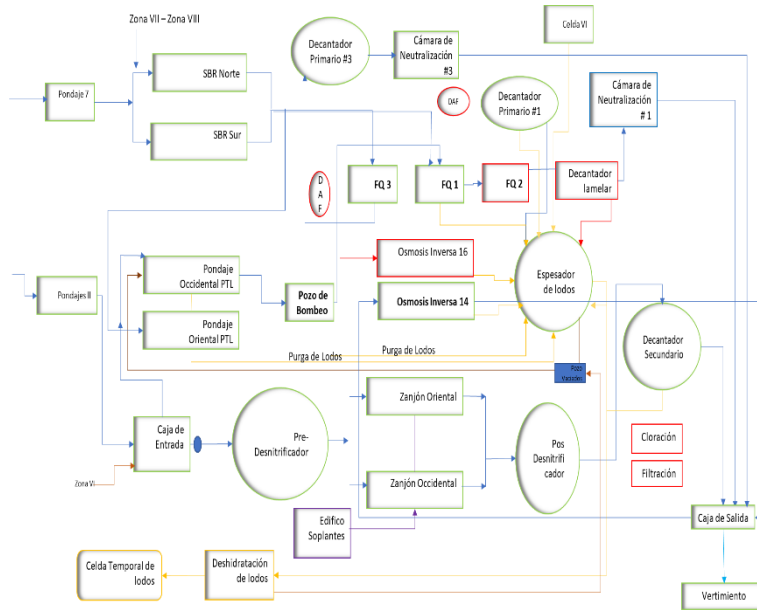 Zona VII – Zona VIII
Celda VI
Decantador
Primario #3
Cámara de
Neutralización
#3
Pondaje 7
SBR Norte
SBR Sur
DAF
Decantador
Primario #1
Cámara de
Neutralización
# 1
D
A
F
FQ 3
FQ 1
FQ 2
Decantador
lamelar
Pondaje
Occidental PTL
Pozo de
Bombeo
Osmosis Inversa 16
Osmosis Inversa 14
Espesador
de lodos
Pondajes III
Pondaje
Oriental PTL
Purga de Lodos
Purga de Lodos
Decantador
Secundario
Pozo
Caja de
Entrada
Pre-
Desnitrificador
Zanjón Oriental
Zanjón Occidental
Pos
Desnitrifi
cador
Cloración
Filtración
Zona VI
Edifico
Soplantes
Caja de Salida
Celda Temporal de
lodos
Deshidratación
de lodos
Vertimiento